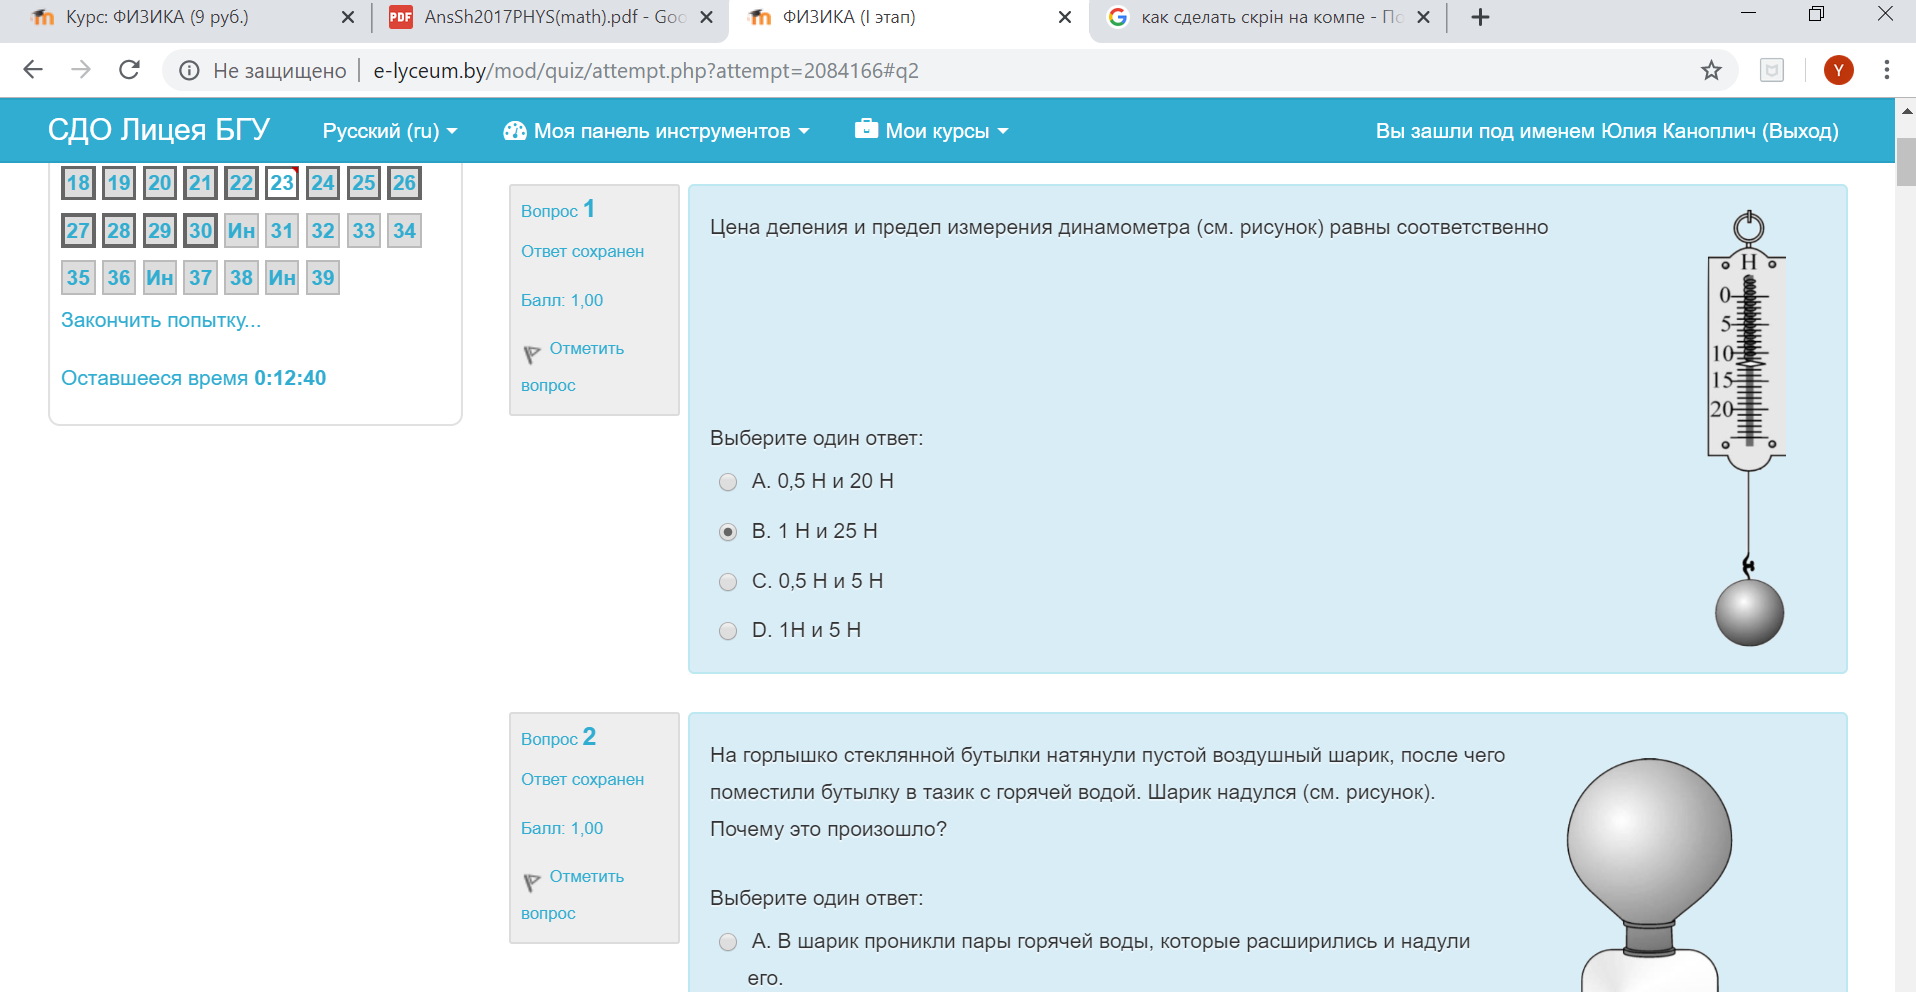 Курс: ФИЗИКА (9 руб.)
PDF
AnsSh2017PHYS(math).pdf - Goo
ФИЗИКА (I этап)
как сделать скрін на компе - По
Не защищено
e-lyceum.by/mod/quiz/attempt.php?attempt=2084166#q2
Y
СДО Лицея БГУ
Русский (ru)
Моя панель инструментов
Мои курсы
Вы зашли под именем Юлия Каноплич (Выход)
18 19 20 21 22 23 24 25 26
27 28 29 30 Ин 31 32 33 34
35 36 Ин 37 38 Ин 39
Закончить попытку...
Оставшееся время 0:12:40
Вопрос 1
Ответ сохранен
Балл: 1,00
Отметить
вопрос
Цена деления и предел измерения динамометра (см. рисунок) равны соответственно
Н
0
5
10
15
20
Выберите один ответ:
A. 0,5 Н и 20 Н
B. 1 Н и 25 Н
C. 0,5 Н и 5 Н
D. 1Н и 5 Н
Вопрос 2
Ответ сохранен
Балл: 1,00
Отметить
вопрос
На горлышко стеклянной бутылки натянули пустой воздушный шарик, после чего
поместили бутылку в тазик с горячей водой. Шарик надулся (см. рисунок).
Почему это произошло?
Выберите один ответ:
A. В шарик проникли пары горячей воды, которые расширились и надули
его.